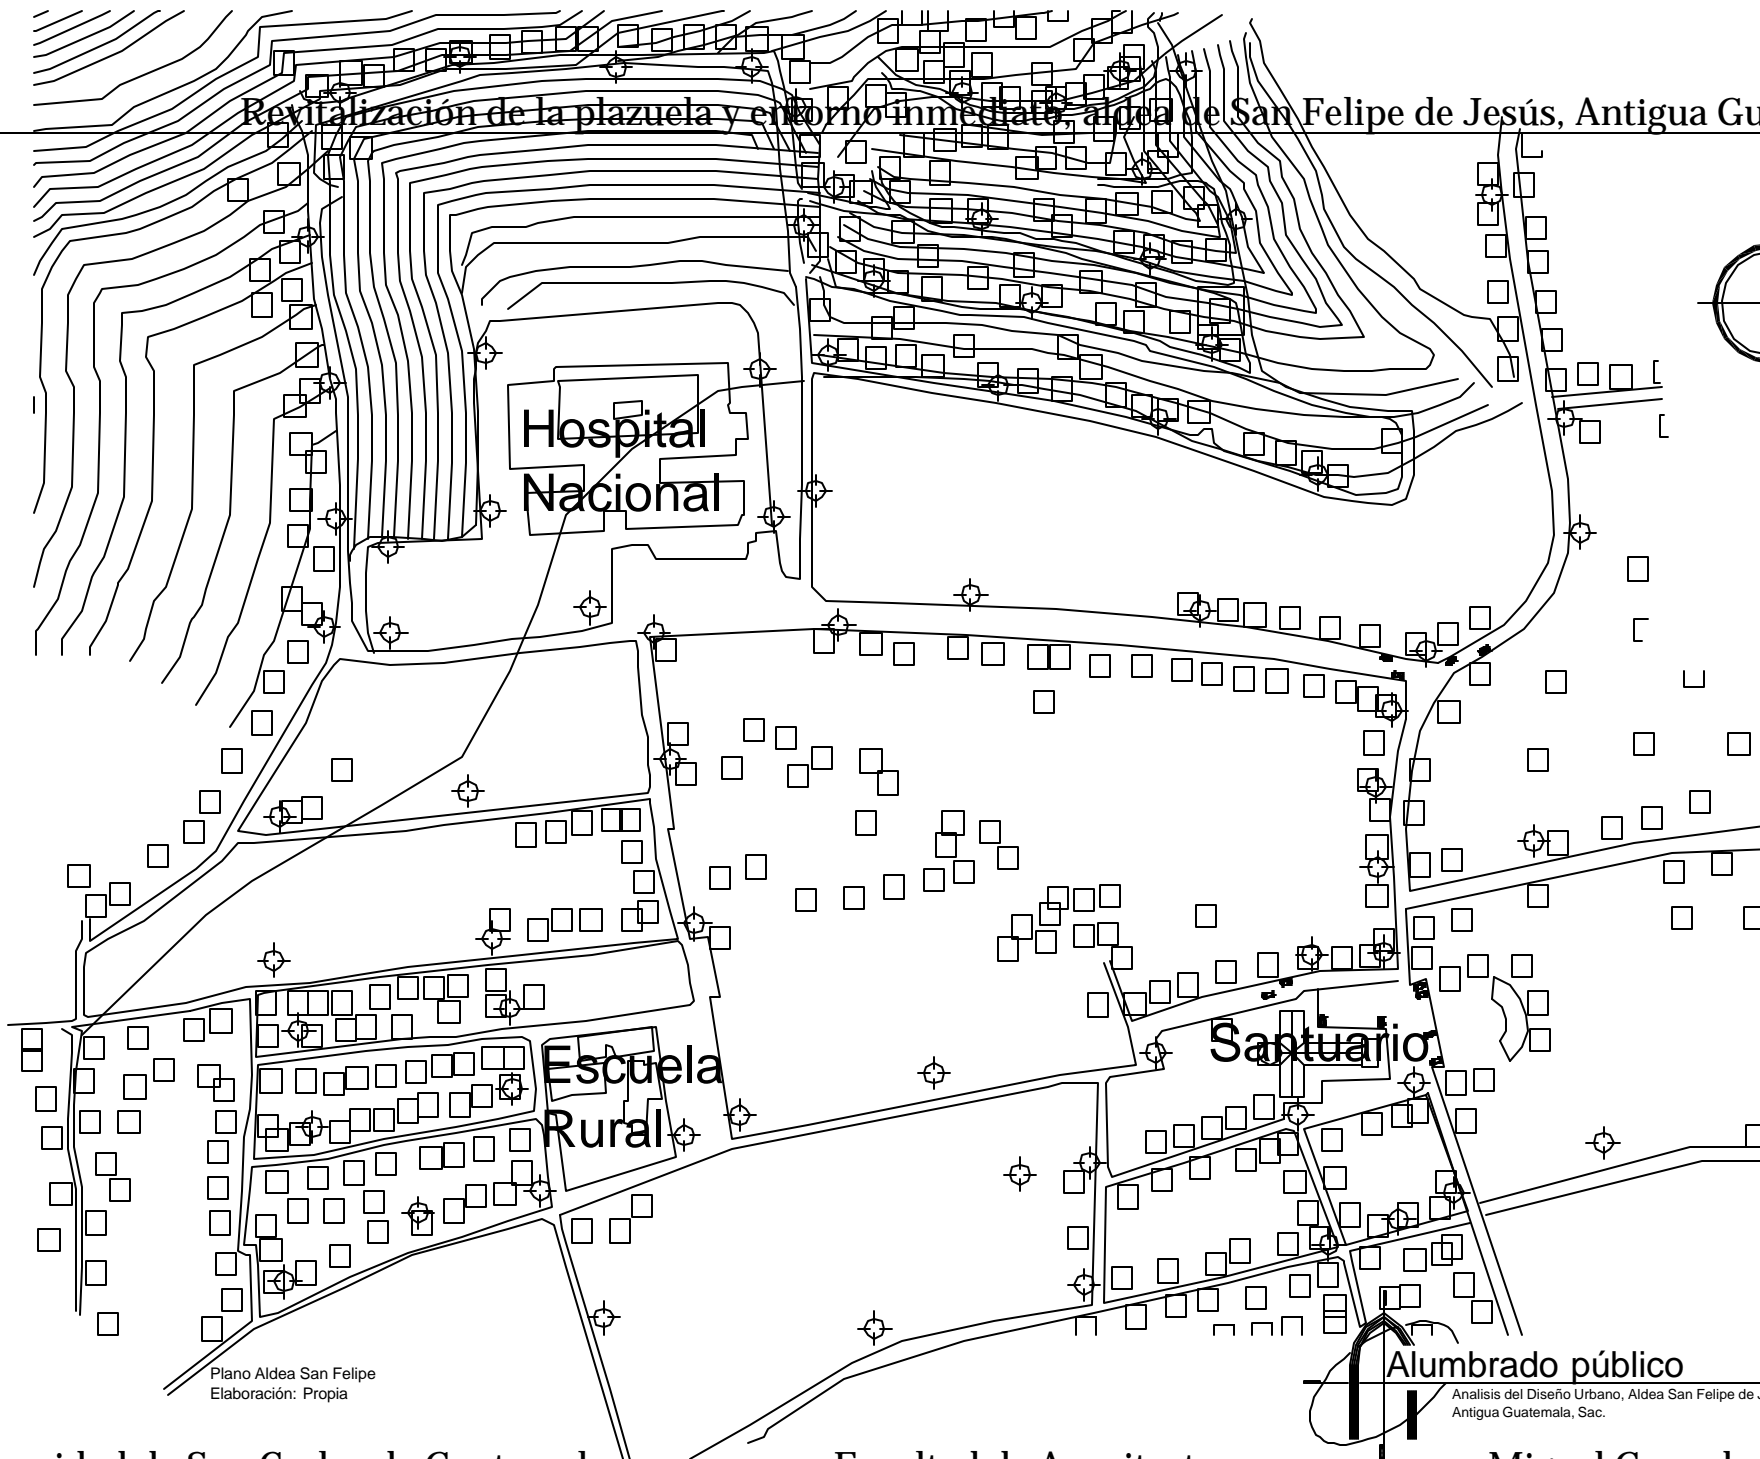 Revitalización de la plazuela y entorno inmediato, aldea de San Felipe de Jesús, Antigua Gu
Hospital
Nacional
Santuario
Escuela
Rural
Plano Aldea San Felipe
Elaboración: Propia
Alumbrado público
Analisis del Diseño Urbano, Aldea San Felipe de J
Antigua Guatemala, Sac.